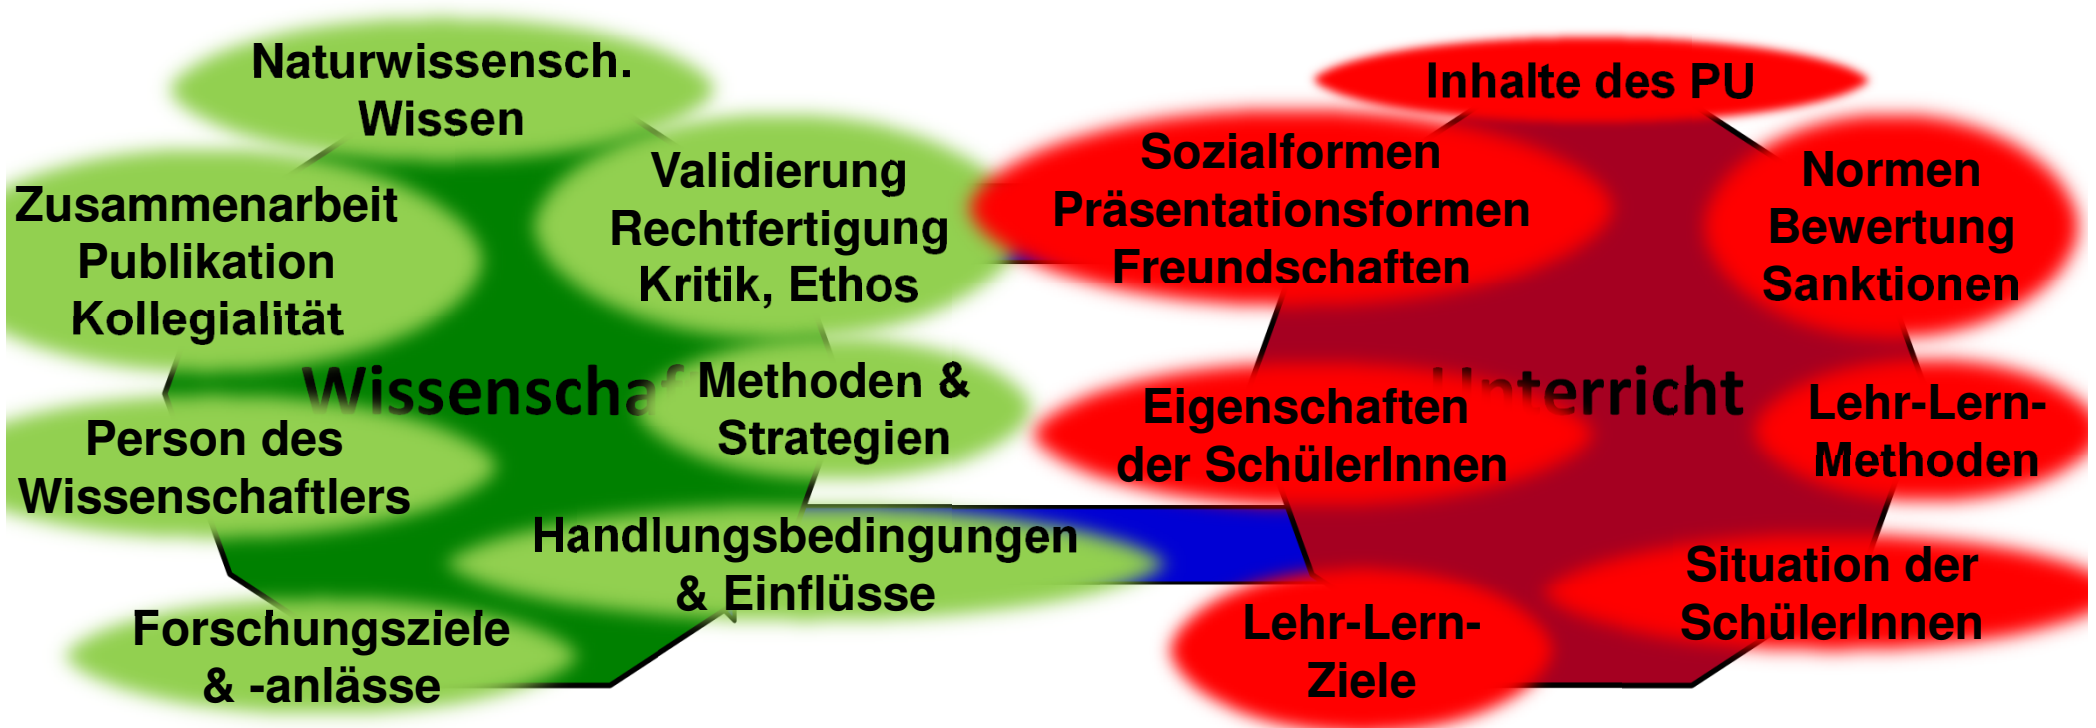 Naturwissensch.
Wissen
Zusammenarbeit
Publikation
Kollegialität
Validierung
Rechtfertigung
Kritik, Ethos
Wissenschaf
Methoden &
Strategien
Person des
Wissenschaftlers
Handlungsbedingungen
& Einflüsse
Forschungsziele
& -anlässe
Inhalte des PU
Sozialformen
Präsentationsformen
Freundschaften
Normen
Bewertung
Sanktionen
Unterricht
Eigenschaften
der SchülerInnen
Lehr-Lern-
Methoden
Situation der
SchülerInnen
Lehr-Lern-
Ziele